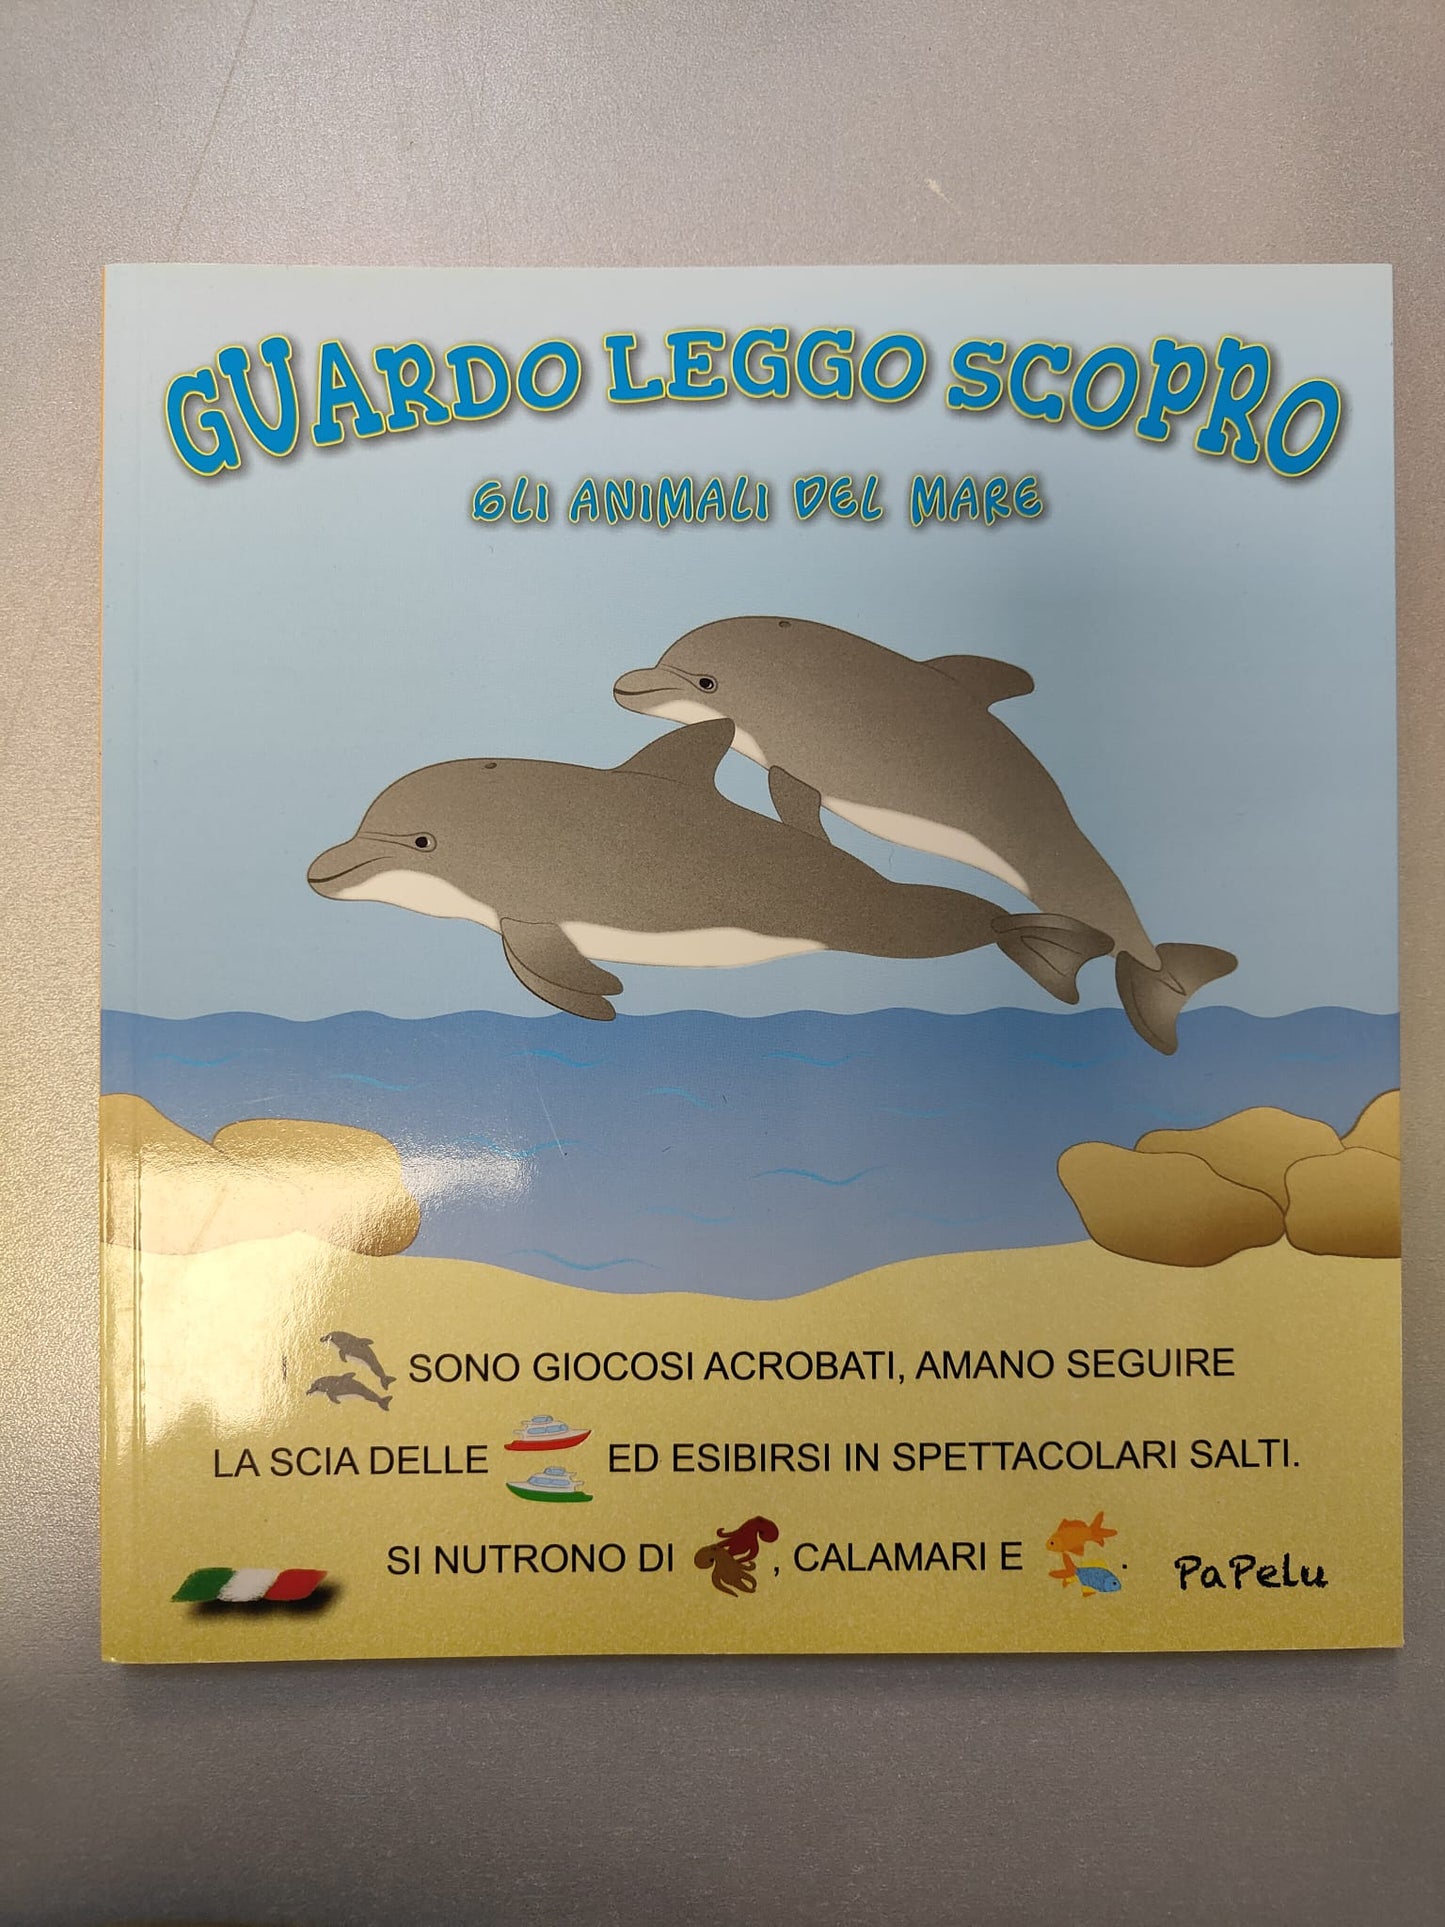 GUARDO LEGGO SCOPRO
GLI ANIMALI DEL MARE
I SONO GIOCOSI ACROBATI, AMANO SEGUIRE
LA SCIA DELLE ED ESIBIRSI IN SPETTACOLARI SALTI.
SI NUTRONO DI , CALAMARI E .
PaPeLu